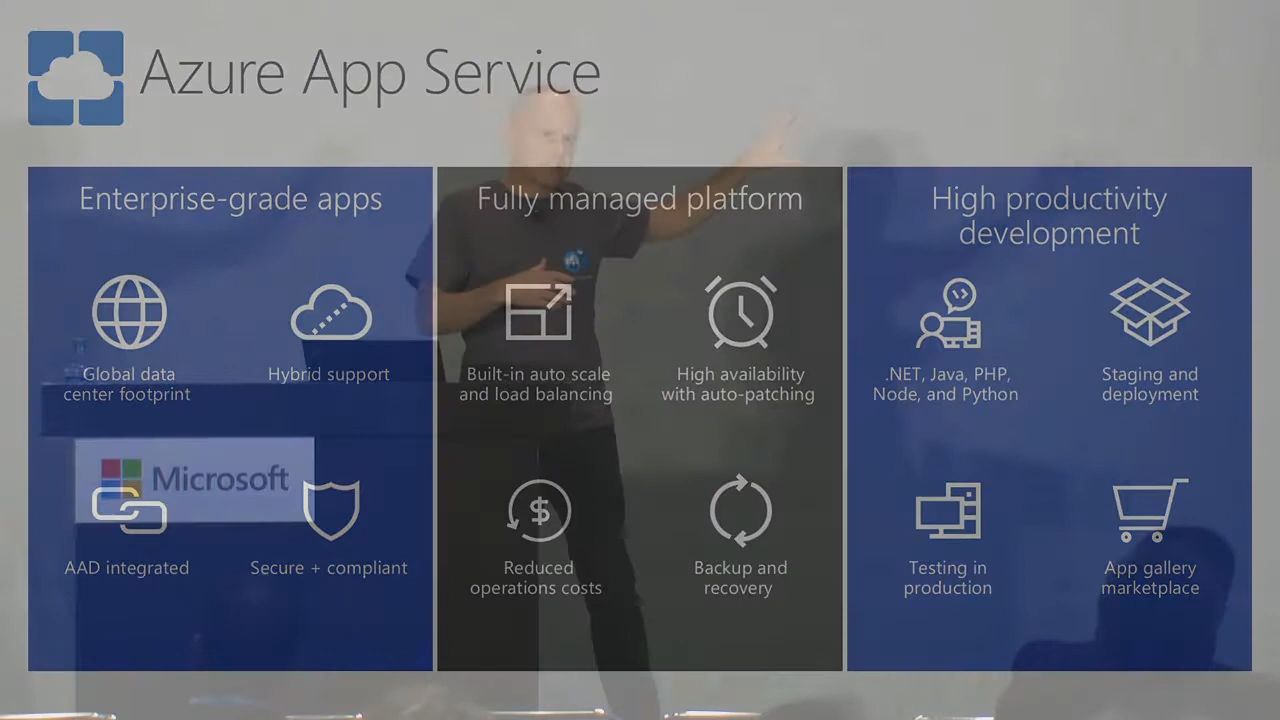 Azure App Service
Enterprise-grade apps
Global data
center footprint
Hybrid support
Microsoft
AAD integrated
Secure + compliant
Fully managed platform
Built-in auto scale
and load balancing
High availability
with auto-patching
$
Reduced
operations costs
Backup and
recovery
High productivity
development
.NET, Java, PHP,
Node, and Python
Staging and
deployment
Testing in
production
App gallery
marketplace